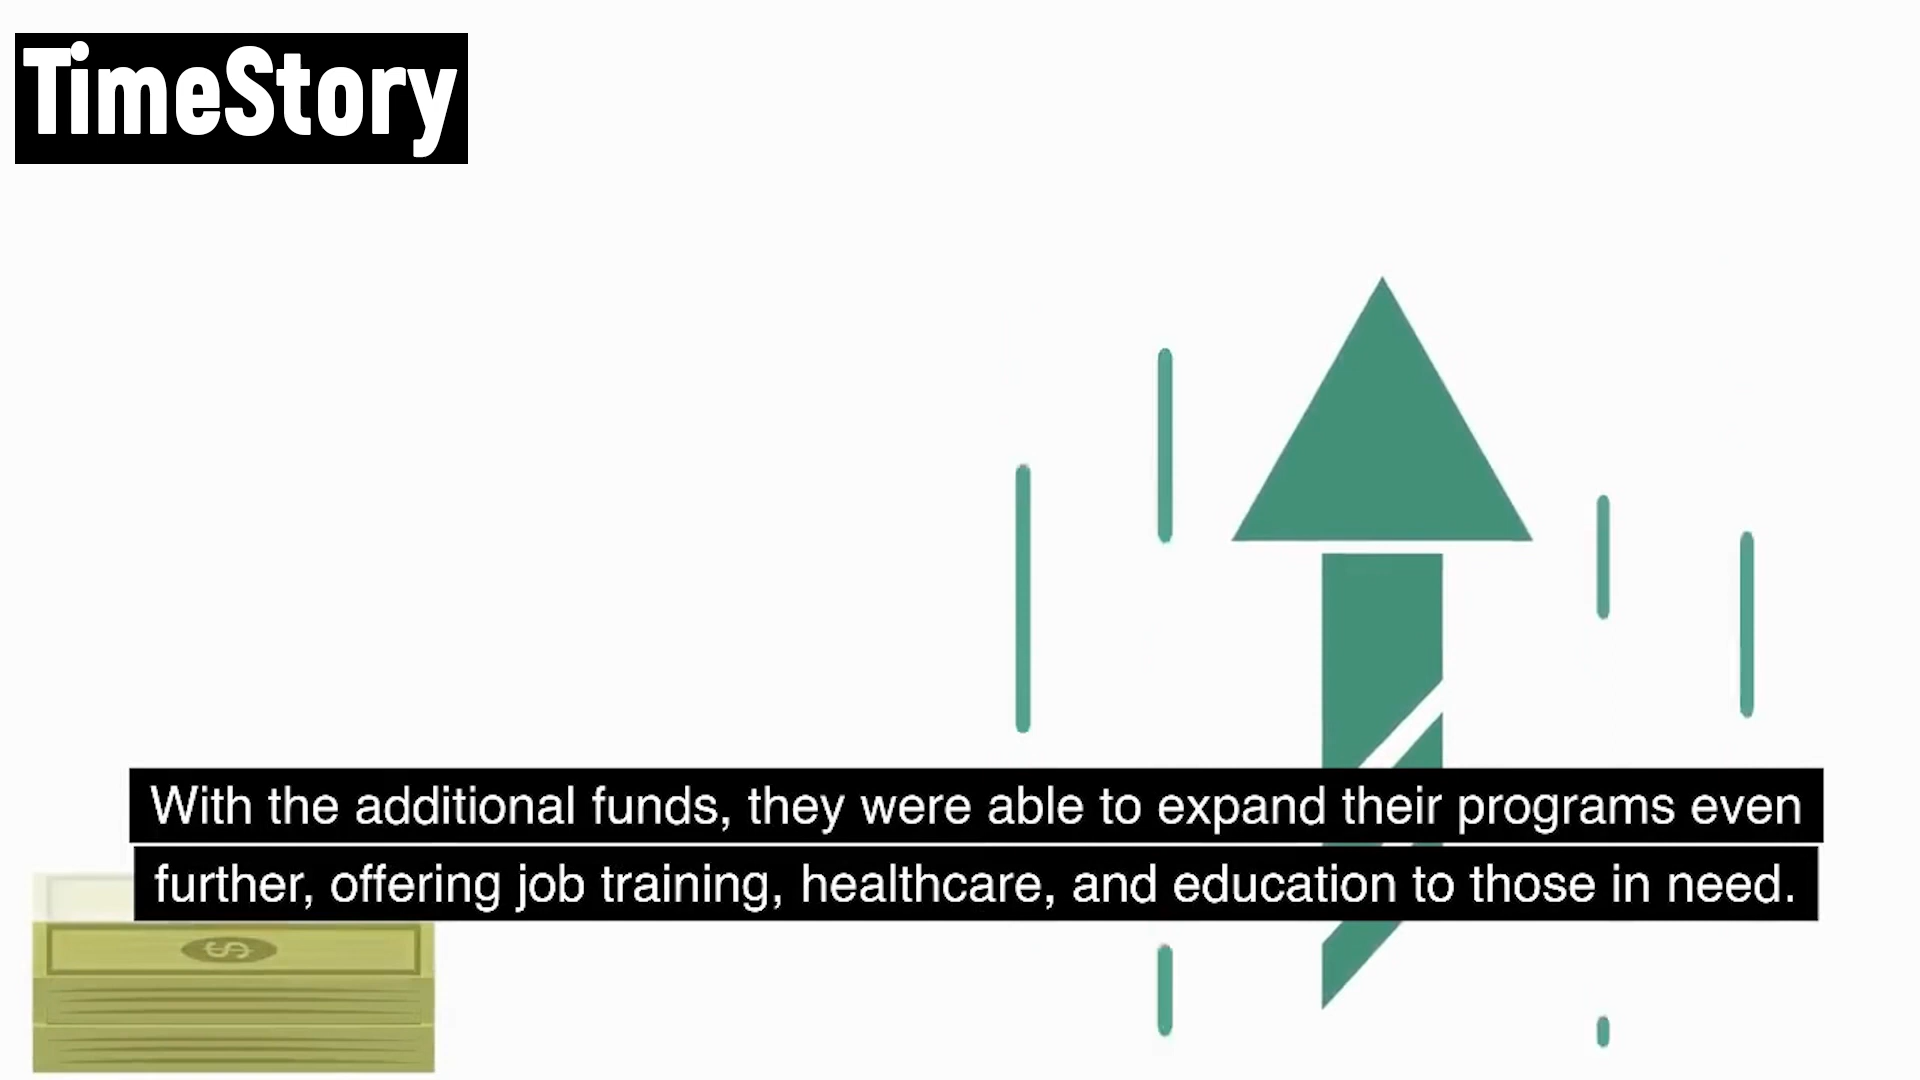 TimeStory
With the additional funds, they were able to expand their programs even
further, offering job training, healthcare, and education to those in need.
$